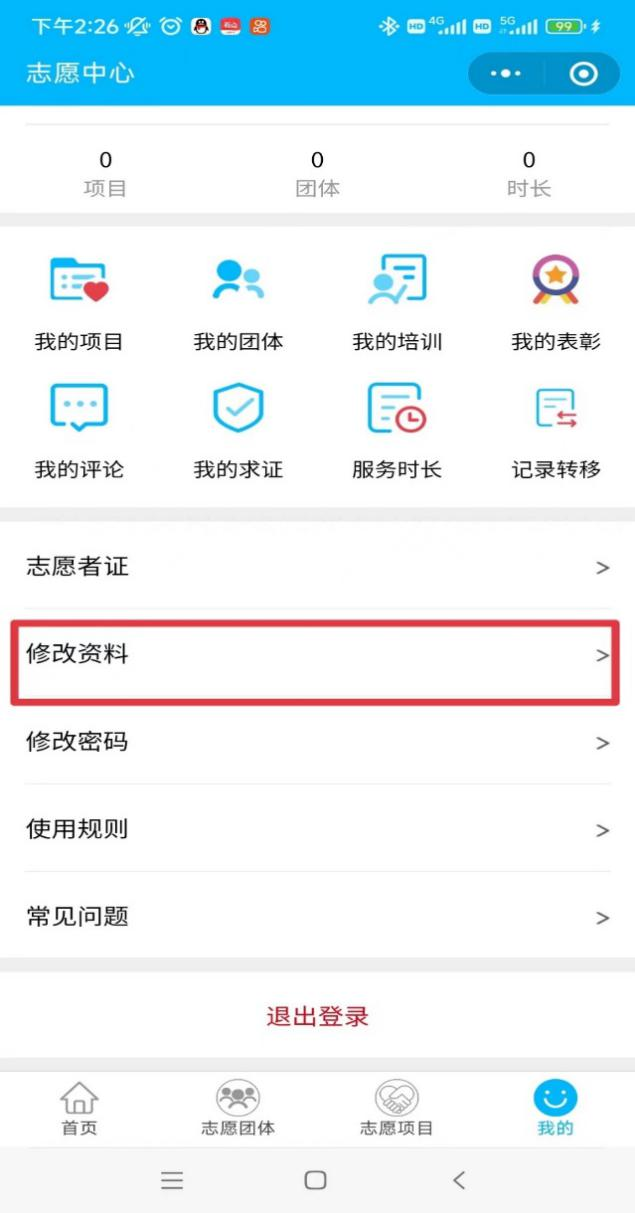 下午2:26 HD 4G HD 5G 99
志愿中心
0 0 0
项目 团体 时长
我的项目 我的团体 我的培训 我的表彰
我的评论 我的求证 服务时长 记录转移
志愿者证 >
修改资料 >
修改密码 >
使用规则 >
常见问题 >
退出登录
首页 志愿团体 志愿项目 我的